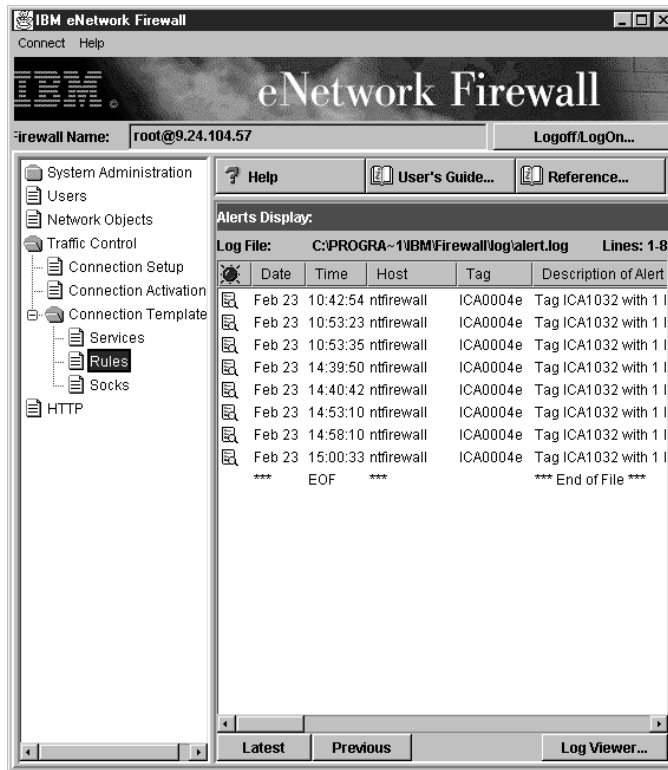 IBM eNetwork Firewall
Connect Help
IBM® eNetwork Firewall
Firewall Name: root@9.24.104.57 Logoff/LogOn...
System Administration
Users
Network Objects
Traffic Control
Connection Setup
Connection Activation
Connection Template
Services
Rules
Socks
HTTP
? Help User's Guide... Reference...
Alerts Display:
Log File: C:\PROGRA~1\IBM\Firewall\log\alert.log Lines: 1-8
Date Time Host Tag Description of Alert
Feb 23 10:42:54 ntfirewall ICA0004e Tag ICA1032 with 1 l
Feb 23 10:53:23 ntfirewall ICA0004e Tag ICA1032 with 1 l
Feb 23 10:53:35 ntfirewall ICA0004e Tag ICA1032 with 1 l
Feb 23 14:39:50 ntfirewall ICA0004e Tag ICA1032 with 1 l
Feb 23 14:40:42 ntfirewall ICA0004e Tag ICA1032 with 1 l
Feb 23 14:53:10 ntfirewall ICA0004e Tag ICA1032 with 1 l
Feb 23 14:58:10 ntfirewall ICA0004e Tag ICA1032 with 1 l
Feb 23 15:00:33 ntfirewall ICA0004e Tag ICA1032 with 1 l
*** EOF *** *** End of File ***
Latest Previous Log Viewer...